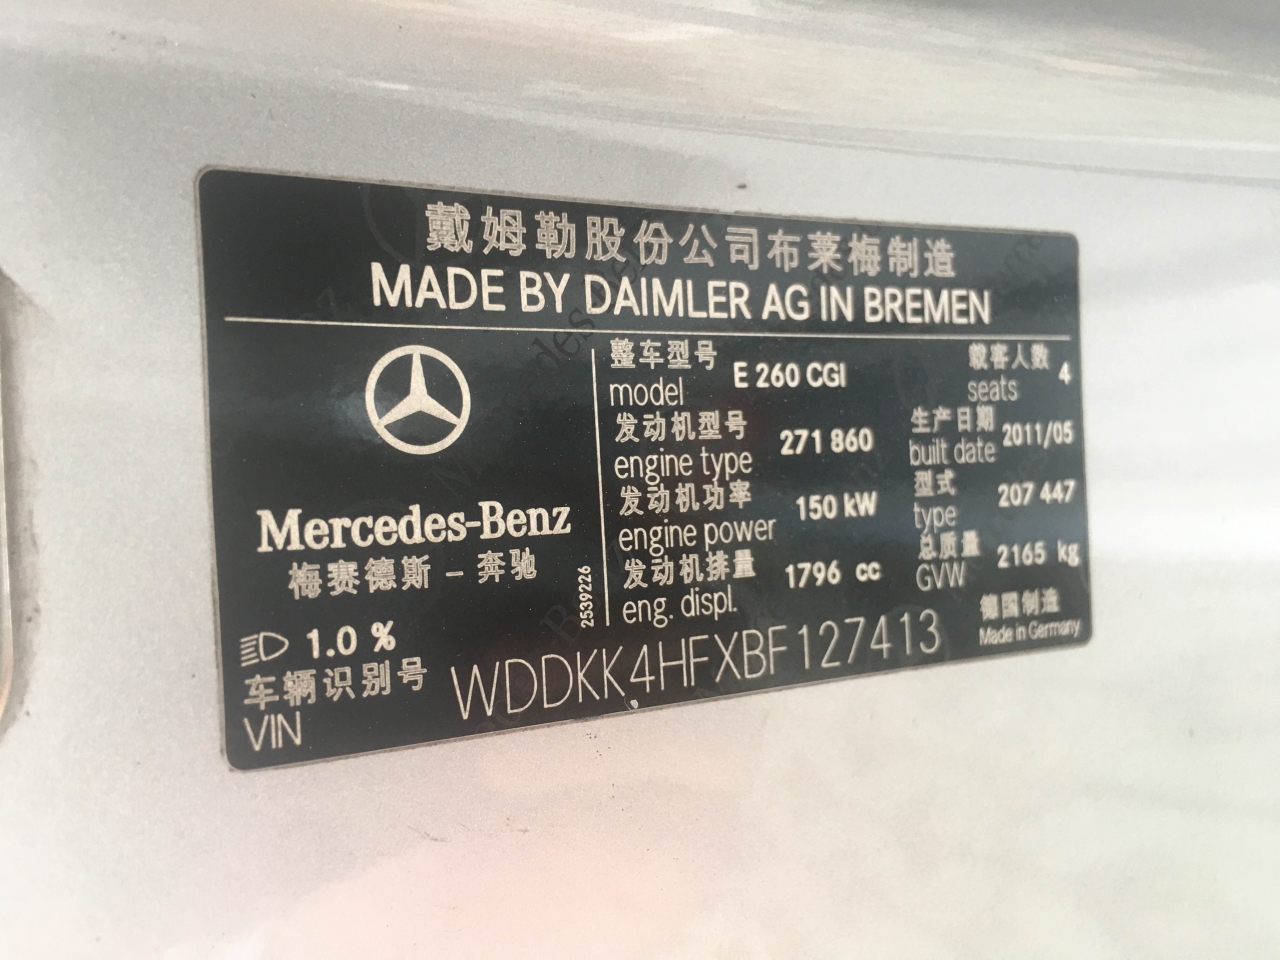 戴姆勒股份公司布莱梅制造
MADE BY DAIMLER AG IN BREMEN
Mercedes-Benz
梅赛德斯-奔驰
2539226
1.0 %
整车型号
model E 260 CGI
载客人数
seats 4
发动机型号
engine type 271 860
生产日期
built date 2011/05
发动机功率
engine power 150 kW
型式
type 207 447
发动机排量
eng. displ. 1796 cc
总质量
GVW 2165 kg
德国制造
Made in Germany
车辆识别号
VIN WDDKK4HFXBF127413